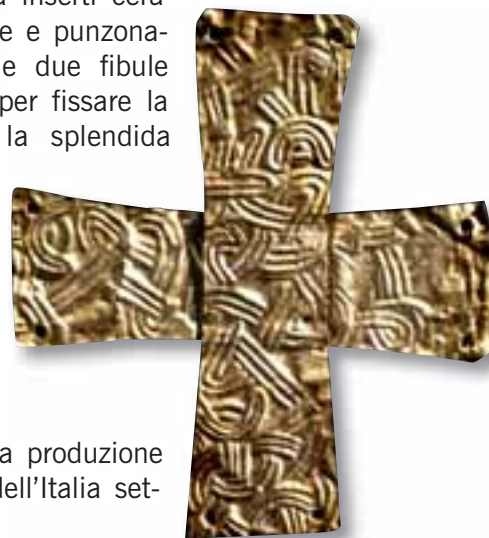 inserti cera
e e punzona-
e due fibule
per fissare la
la splendida
a produzione
dell'Italia set-